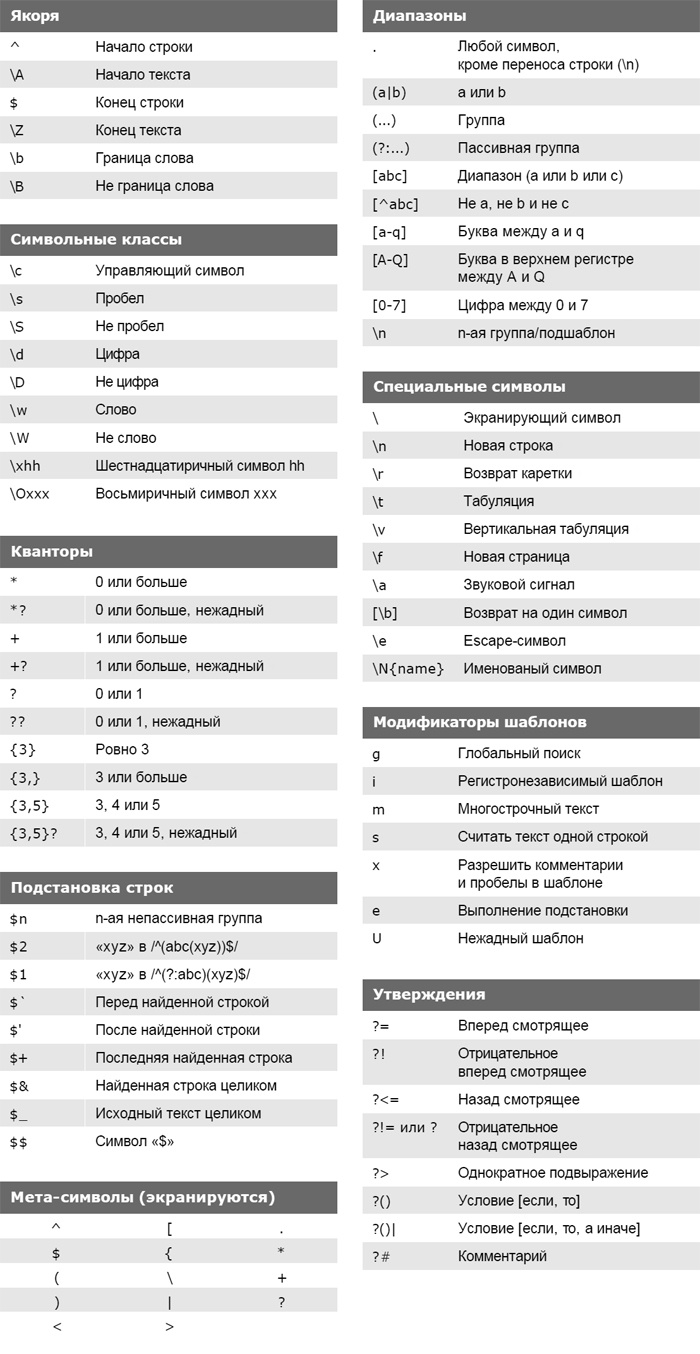 Якоря
^ Начало строки
\A Начало текста
$ Конец строки
\Z Конец текста
\b Граница слова
\B Не граница слова
Символьные классы
\c Управляющий символ
\s Пробел
\S Не пробел
\d Цифра
\D Не цифра
\w Слово
\W Не слово
\xhh Шестнадцатиричный символ hh
\Oxxx Восьмиричный символ xxx
Кванторы
* 0 или больше
*? 0 или больше, нежадный
+ 1 или больше
+? 1 или больше, нежадный
? 0 или 1
?? 0 или 1, нежадный
{3} Ровно 3
{3,} 3 или больше
{3,5} 3, 4 или 5
{3,5}? 3, 4 или 5, нежадный
Подстановка строк
$n n-ая непассивная группа
$2 «xyz» в /^(abc(xyz))$/
$1 «xyz» в /^(?:abc)(xyz)$/
$` Перед найденной строкой
$' После найденной строки
$+ Последняя найденная строка
$& Найденная строка целиком
$_ Исходный текст целиком
$$ Символ «$»
Мета-символы (экранируются)
^ [ .
$ { *
( \ +
) | ?
< >
Диапазоны
. Любой символ,
кроме переноса строки (\n)
(a|b) a или b
(...) Группа
(?:...) Пассивная группа
[abc] Диапазон (a или b или c)
[^abc] Не a, не b и не c
[a-q] Буква между a и q
[A-Q] Буква в верхнем регистре
между A и Q
[0-7] Цифра между 0 и 7
\n n-ая группа/подшаблон
Специальные символы
\ Экранирующий символ
\n Новая строка
\r Возврат каретки
\t Табуляция
\v Вертикальная табуляция
\f Новая страница
\a Звуковой сигнал
[\b] Возврат на один символ
\e Escape-символ
\N{name} Именованый символ
Модификаторы шаблонов
g Глобальный поиск
i Регистронезависимый шаблон
m Многострочный текст
s Считать текст одной строкой
x Разрешить комментарии
и пробелы в шаблоне
e Выполнение подстановки
U Нежадный шаблон
Утверждения
?= Вперед смотрящее
?! Отрицательное
вперед смотрящее
?<= Назад смотрящее
?!= или ? Отрицательное
назад смотрящее
?> Однократное подвыражение
?() Условие [если, то]
?()| Условие [если, то, а иначе]
?# Комментарий